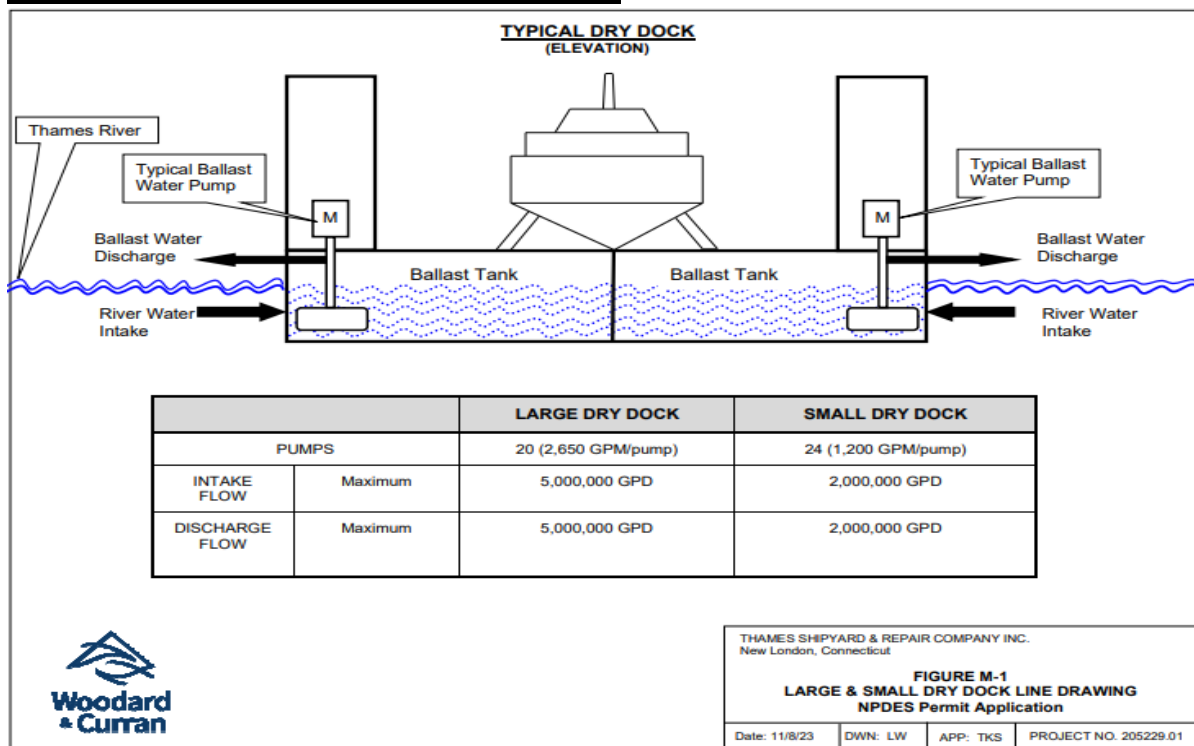 TYPICAL DRY DOCK
(ELEVATION)
Thames River
Typical Ballast
Water Pump
Typical Ballast
Water Pump
M
M
Ballast Water
Discharge
Ballast Water
Discharge
Ballast Tank
Ballast Tank
River Water
Intake
River Water
Intake
LARGE DRY DOCK SMALL DRY DOCK
PUMPS 20 (2,650 GPM/pump) 24 (1,200 GPM/pump)
INTAKE
FLOW Maximum 5,000,000 GPD 2,000,000 GPD
DISCHARGE
FLOW Maximum 5,000,000 GPD 2,000,000 GPD
Woodard
& Curran
THAMES SHIPYARD & REPAIR COMPANY INC.
New London, Connecticut
FIGURE M-1
LARGE & SMALL DRY DOCK LINE DRAWING
NPDES Permit Application
Date: 11/8/23 DWN: LW APP: TKS PROJECT NO. 205229.01